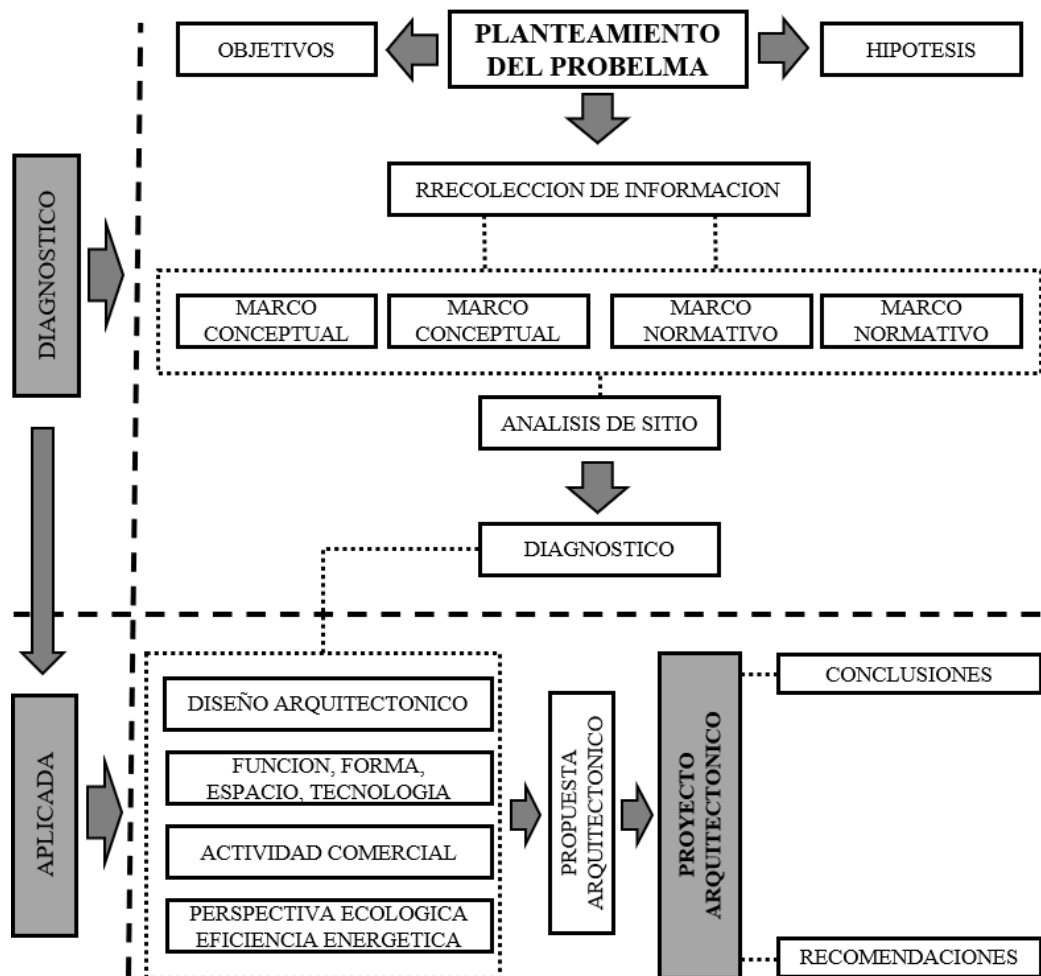 OBJETIVOS
PLANTEAMIENTO
DEL PROBELMA
HIPOTESIS
RRECOLECCION DE INFORMACION
DIAGNOSTICO
MARCO
CONCEPTUAL
MARCO
CONCEPTUAL
MARCO
NORMATIVO
MARCO
NORMATIVO
ANALISIS DE SITIO
DIAGNOSTICO
APLICADA
DISEÑO ARQUITECTONICO
FUNCION, FORMA,
ESPACIO, TECNOLOGIA
ACTIVIDAD COMERCIAL
PERSPECTIVA ECOLOGICA
EFICIENCIA ENERGETICA
PROPUESTA
ARQUITECTONICO
PROYECTO
ARQUITECTONICO
CONCLUSIONES
RECOMENDACIONES